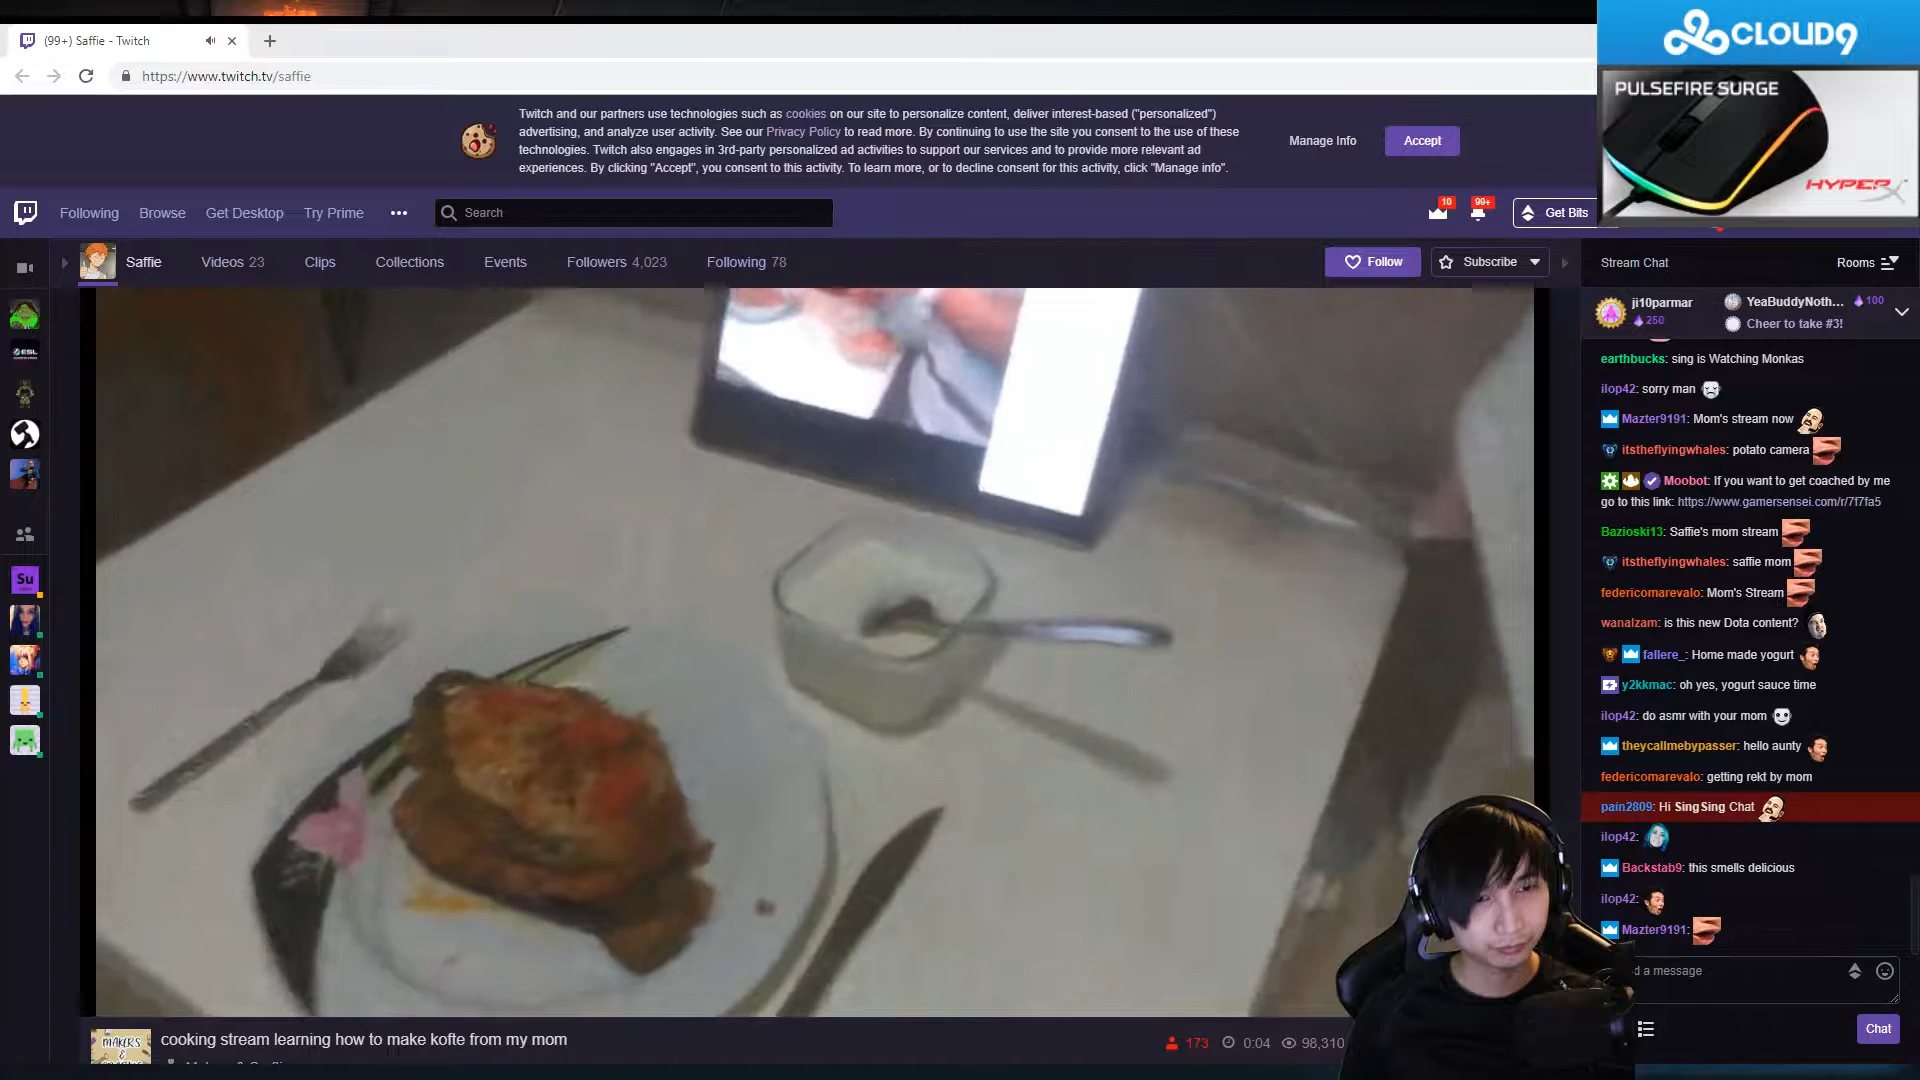 (99+) Saffie - Twitch
https://www.twitch.tv/saffie
CLOUD9
PULSEFIRE SURGE
HYPERX
Twitch and our partners use technologies such as cookies on our site to personalize content, deliver interest-based ("personalized")
advertising, and analyze user activity. See our Privacy Policy to read more. By continuing to use the site you consent to the use of these
technologies. Twitch also engages in 3rd-party personalized ad activities to support our services and to provide more relevant ad
experiences. By clicking "Accept", you consent to this activity. To learn more, or to decline consent for this activity, click "Manage info".
Manage Info
Accept
Following
Browse
Get Desktop
Try Prime
Search
10
99+
Get Bits
Saffie
Videos 23
Clips
Collections
Events
Followers 4,023
Following 78
Follow
Subscribe
ESL
Su
Stream Chat
Rooms
ji10parmar
250
YeaBuddyNoth... 100
Cheer to take #3!
earthbucks: sing is Watching Monkas
ilop42: sorry man
Mazter9191: Mom's stream now
itstheflyingwhales: potato camera
Moobot: If you want to get coached by me
go to this link: https://www.gamersensei.com/r/7f7fa5
Bazioski13: Saffie's mom stream
itstheflyingwhales: saffie mom
federicomarevalo: Mom's Stream
wanalzam: is this new Dota content?
fallere_: Home made yogurt
y2kkmac: oh yes, yogurt sauce time
ilop42: do asmr with your mom
theycallmebypasser: hello aunty
federicomarevalo: getting rekt by mom
pain2809: Hi SingSing Chat
ilop42:
Backstab9: this smells delicious
ilop42:
Mazter9191:
d a message
Chat
MAKERS
&
cooking stream learning how to make kofte from my mom
173
0:04
98,310